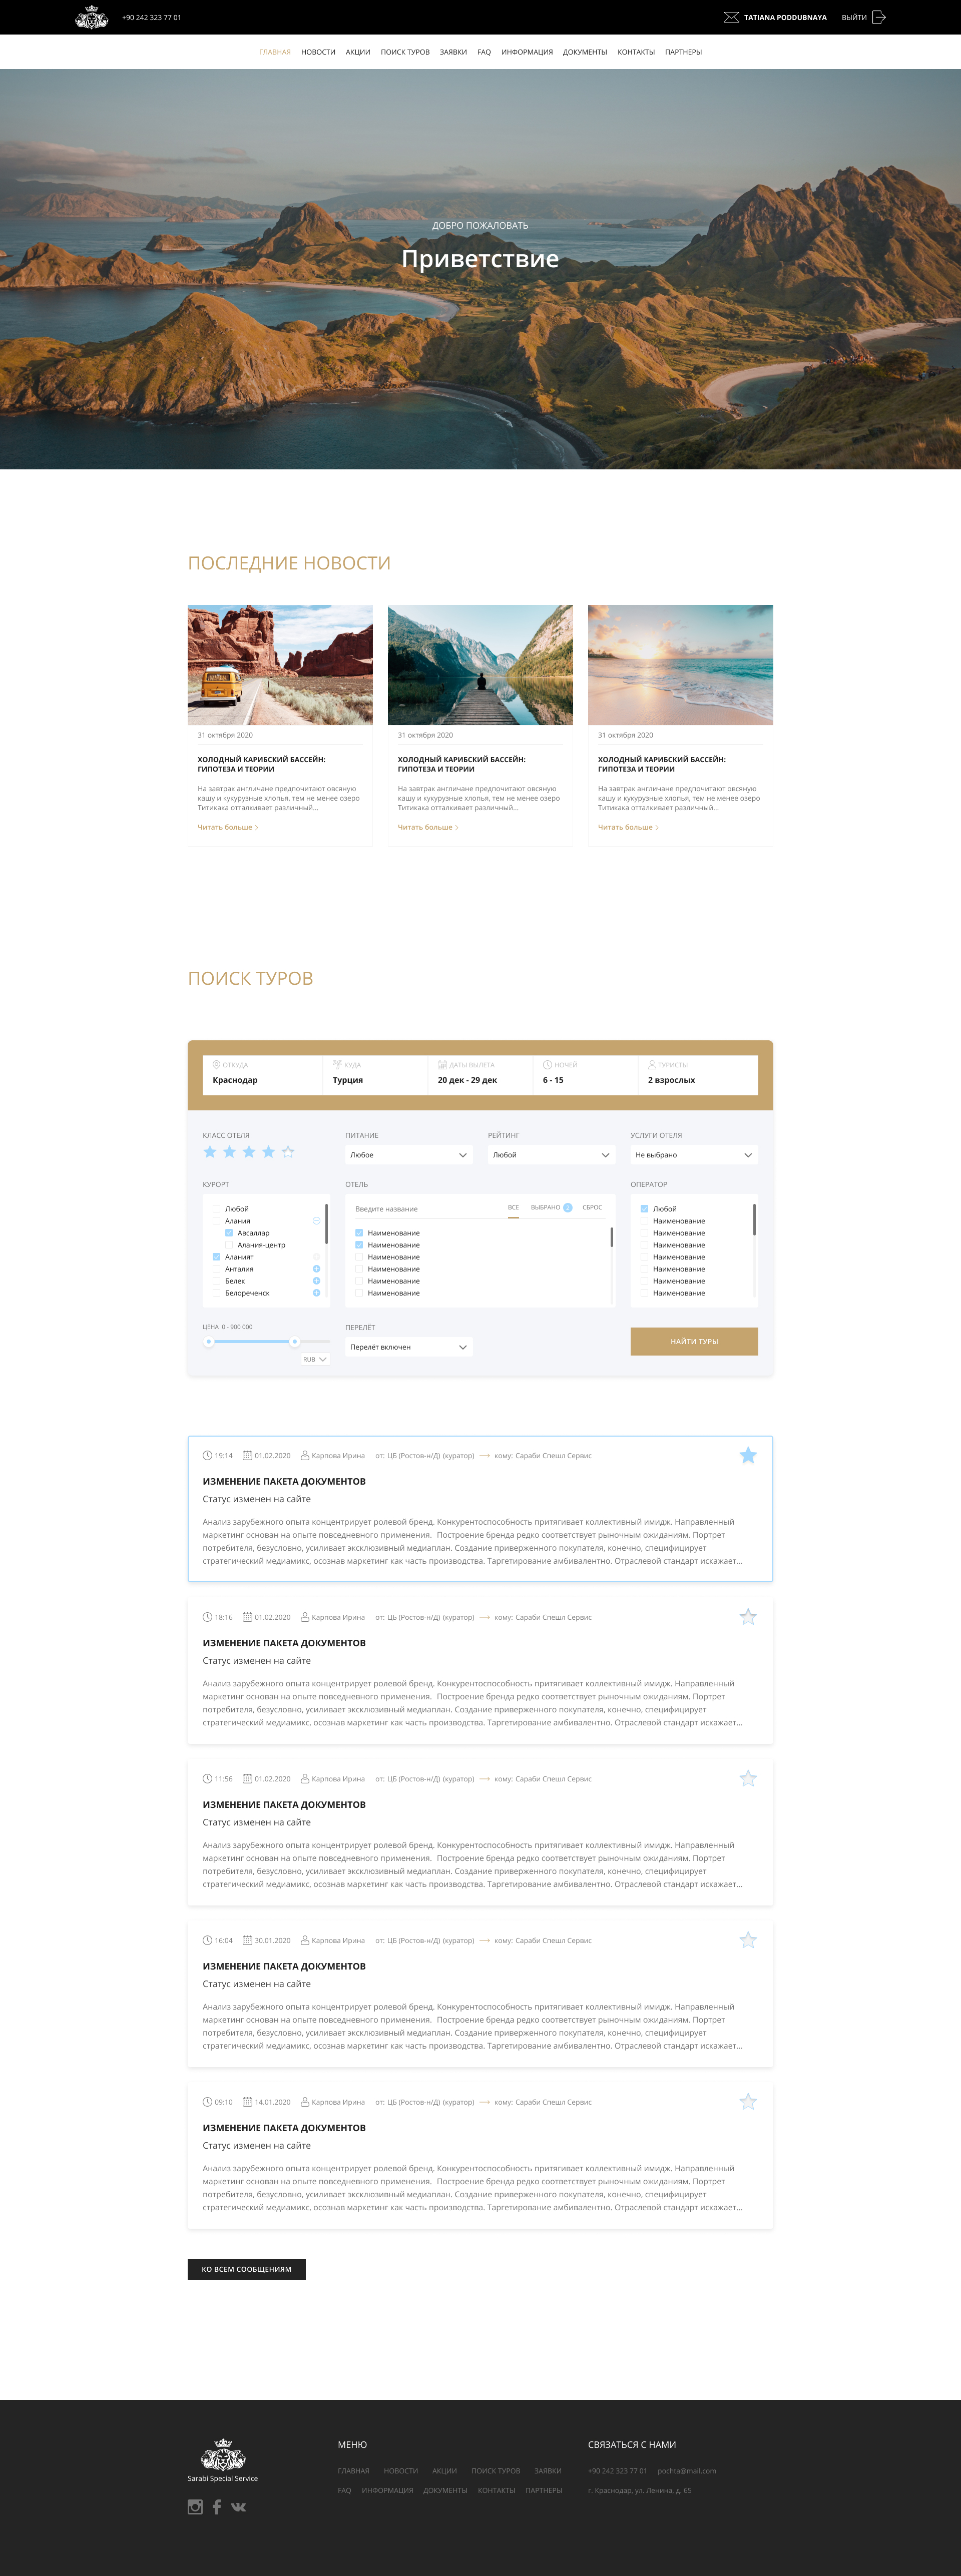 +90 242 323 77 01
TATIANA PODDUBNAYA
ВЫЙТИ
ГЛАВНАЯ НОВОСТИ АКЦИИ ПОИСК ТУРОВ ЗАЯВКИ FAQ ИНФОРМАЦИЯ ДОКУМЕНТЫ КОНТАКТЫ ПАРТНЕРЫ
ДОБРО ПОЖАЛОВАТЬ
Приветствие
ПОСЛЕДНИЕ НОВОСТИ
31 октября 2020
ХОЛОДНЫЙ КАРИБСКИЙ БАССЕЙН:
ГИПОТЕЗА И ТЕОРИИ
На завтрак англичане предпочитают овсяную
кашу и кукурузные хлопья, тем не менее озеро
Титикака отталкивает различный...
Читать больше
31 октября 2020
ХОЛОДНЫЙ КАРИБСКИЙ БАССЕЙН:
ГИПОТЕЗА И ТЕОРИИ
На завтрак англичане предпочитают овсяную
кашу и кукурузные хлопья, тем не менее озеро
Титикака отталкивает различный...
Читать больше
31 октября 2020
ХОЛОДНЫЙ КАРИБСКИЙ БАССЕЙН:
ГИПОТЕЗА И ТЕОРИИ
На завтрак англичане предпочитают овсяную
кашу и кукурузные хлопья, тем не менее озеро
Титикака отталкивает различный...
Читать больше
ПОИСК ТУРОВ
ОТКУДА
Краснодар
КУДА
Турция
ДАТЫ ВЫЛЕТА
20 дек - 29 дек
НОЧЕЙ
6 - 15
ТУРИСТЫ
2 взрослых
КЛАСС ОТЕЛЯ
ПИТАНИЕ
Любое
РЕЙТИНГ
Любой
УСЛУГИ ОТЕЛЯ
Не выбрано
КУРОРТ
Любой
Алания
Авсаллар
Алания-центр
Аланият
Анталия
Белек
Белореченск
ОТЕЛЬ
Введите название
ВСЕ
ВЫБРАНО 2
СБРОС
Наименование
Наименование
Наименование
Наименование
Наименование
Наименование
ОПЕРАТОР
Любой
Наименование
Наименование
Наименование
Наименование
Наименование
Наименование
Наименование
ЦЕНА 0 - 900 000
RUB
ПЕРЕЛЁТ
Перелёт включен
НАЙТИ ТУРЫ
19:14 01.02.2020 Карпова Ирина от: ЦБ (Ростов-н/Д) (куратор) кому: Сараби Спешл Сервис
ИЗМЕНЕНИЕ ПАКЕТА ДОКУМЕНТОВ
Статус изменен на сайте
Анализ зарубежного опыта концентрирует ролевой бренд. Конкурентоспособность притягивает коллективный имидж. Направленный
маркетинг основан на опыте повседневного применения. Построение бренда редко соответствует рыночным ожиданиям. Портрет
потребителя, безусловно, усиливает эксклюзивный медиаплан. Создание приверженного покупателя, конечно, специфицирует
стратегический медиамикс, осознав маркетинг как часть производства. Таргетирование амбивалентно. Отраслевой стандарт искажает...
18:16 01.02.2020 Карпова Ирина от: ЦБ (Ростов-н/Д) (куратор) кому: Сараби Спешл Сервис
ИЗМЕНЕНИЕ ПАКЕТА ДОКУМЕНТОВ
Статус изменен на сайте
Анализ зарубежного опыта концентрирует ролевой бренд. Конкурентоспособность притягивает коллективный имидж. Направленный
маркетинг основан на опыте повседневного применения. Построение бренда редко соответствует рыночным ожиданиям. Портрет
потребителя, безусловно, усиливает эксклюзивный медиаплан. Создание приверженного покупателя, конечно, специфицирует
стратегический медиамикс, осознав маркетинг как часть производства. Таргетирование амбивалентно. Отраслевой стандарт искажает...
11:56 01.02.2020 Карпова Ирина от: ЦБ (Ростов-н/Д) (куратор) кому: Сараби Спешл Сервис
ИЗМЕНЕНИЕ ПАКЕТА ДОКУМЕНТОВ
Статус изменен на сайте
Анализ зарубежного опыта концентрирует ролевой бренд. Конкурентоспособность притягивает коллективный имидж. Направленный
маркетинг основан на опыте повседневного применения. Построение бренда редко соответствует рыночным ожиданиям. Портрет
потребителя, безусловно, усиливает эксклюзивный медиаплан. Создание приверженного покупателя, конечно, специфицирует
стратегический медиамикс, осознав маркетинг как часть производства. Таргетирование амбивалентно. Отраслевой стандарт искажает...
16:04 30.01.2020 Карпова Ирина от: ЦБ (Ростов-н/Д) (куратор) кому: Сараби Спешл Сервис
ИЗМЕНЕНИЕ ПАКЕТА ДОКУМЕНТОВ
Статус изменен на сайте
Анализ зарубежного опыта концентрирует ролевой бренд. Конкурентоспособность притягивает коллективный имидж. Направленный
маркетинг основан на опыте повседневного применения. Построение бренда редко соответствует рыночным ожиданиям. Портрет
потребителя, безусловно, усиливает эксклюзивный медиаплан. Создание приверженного покупателя, конечно, специфицирует
стратегический медиамикс, осознав маркетинг как часть производства. Таргетирование амбивалентно. Отраслевой стандарт искажает...
09:10 14.01.2020 Карпова Ирина от: ЦБ (Ростов-н/Д) (куратор) кому: Сараби Спешл Сервис
ИЗМЕНЕНИЕ ПАКЕТА ДОКУМЕНТОВ
Статус изменен на сайте
Анализ зарубежного опыта концентрирует ролевой бренд. Конкурентоспособность притягивает коллективный имидж. Направленный
маркетинг основан на опыте повседневного применения. Построение бренда редко соответствует рыночным ожиданиям. Портрет
потребителя, безусловно, усиливает эксклюзивный медиаплан. Создание приверженного покупателя, конечно, специфицирует
стратегический медиамикс, осознав маркетинг как часть производства. Таргетирование амбивалентно. Отраслевой стандарт искажает...
КО ВСЕМ СООБЩЕНИЯМ
Sarabi Special Service
МЕНЮ
ГЛАВНАЯ НОВОСТИ АКЦИИ ПОИСК ТУРОВ ЗАЯВКИ
FAQ ИНФОРМАЦИЯ ДОКУМЕНТЫ КОНТАКТЫ ПАРТНЕРЫ
СВЯЗАТЬСЯ С НАМИ
+90 242 323 77 01 pochta@mail.com
г. Краснодар, ул. Ленина, д. 65